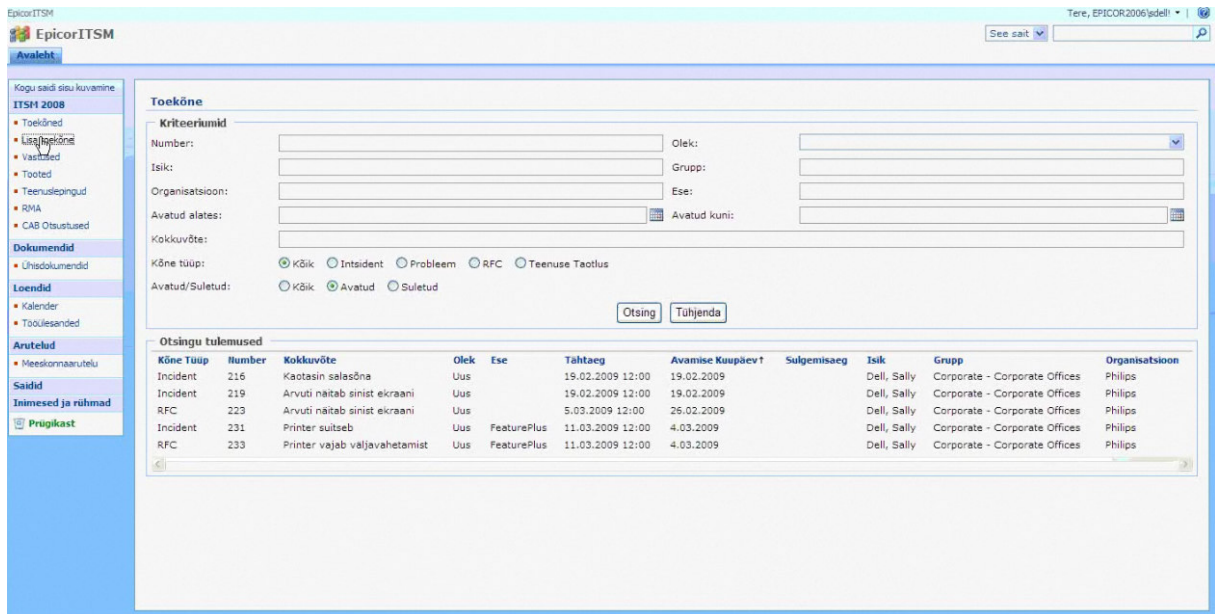 EpicorITSM
Tere, EPICOR2006\sdell!
EpicorITSM
See sait
Avaleht
Kogu saidi sisu kuvamine
ITSM 2008
Toekõned
Lisa toekõne
Vastused
Tooted
Teenuslepingud
RMA
CAB Otsustused
Dokumendid
Ühisdokumendid
Loendid
Kalender
Tööülesanded
Arutelud
Meeskonnaarutelu
Saidid
Inimesed ja rühmad
Prügikast
Toekõne
Kriteeriumid
Number: Olek:
Isik: Grupp:
Organisatsioon: Ese:
Avatud alates: Avatud kuni:
Kokkuvõte:
Kõne tüüp: Kõik Intsident Probleem RFC Teenuse Taotlus
Avatud/Suletud: Kõik Avatud Suletud
Otsing Tühjenda
Otsingu tulemused
Kõne Tüüp Number Kokkuvõte Olek Ese Tähtaeg Avamise Kuupäev↑ Sulgemisaeg Isik Grupp Organisatsioon
Incident 216 Kaotasin salasõna Uus 19.02.2009 12:00 19.02.2009 Dell, Sally Corporate - Corporate Offices Philips
Incident 219 Arvuti näitab sinist ekraani Uus 19.02.2009 12:00 19.02.2009 Dell, Sally Corporate - Corporate Offices Philips
RFC 223 Arvuti näitab sinist ekraani Uus 5.03.2009 12:00 26.02.2009 Dell, Sally Corporate - Corporate Offices Philips
Incident 231 Printer suitseb Uus FeaturePlus 11.03.2009 12:00 4.03.2009 Dell, Sally Corporate - Corporate Offices Philips
RFC 233 Printer vajab väljavahetamist Uus FeaturePlus 11.03.2009 12:00 4.03.2009 Dell, Sally Corporate - Corporate Offices Philips